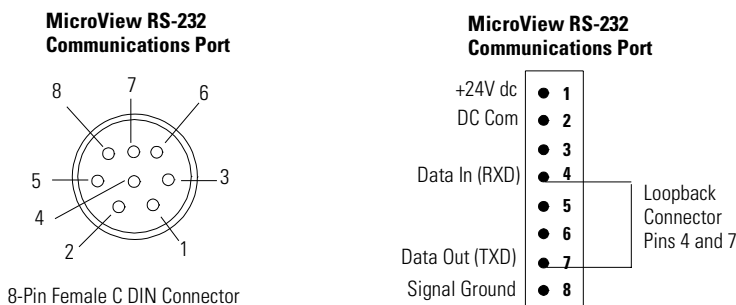 MicroView RS-232
Communications Port
7
8
6
5
3
4
2
1
8-Pin Female C DIN Connector
MicroView RS-232
Communications Port
+24V dc 1
DC Com 2
3
Data In (RXD) 4
5
6
Data Out (TXD) 7
Signal Ground 8
Loopback
Connector
Pins 4 and 7